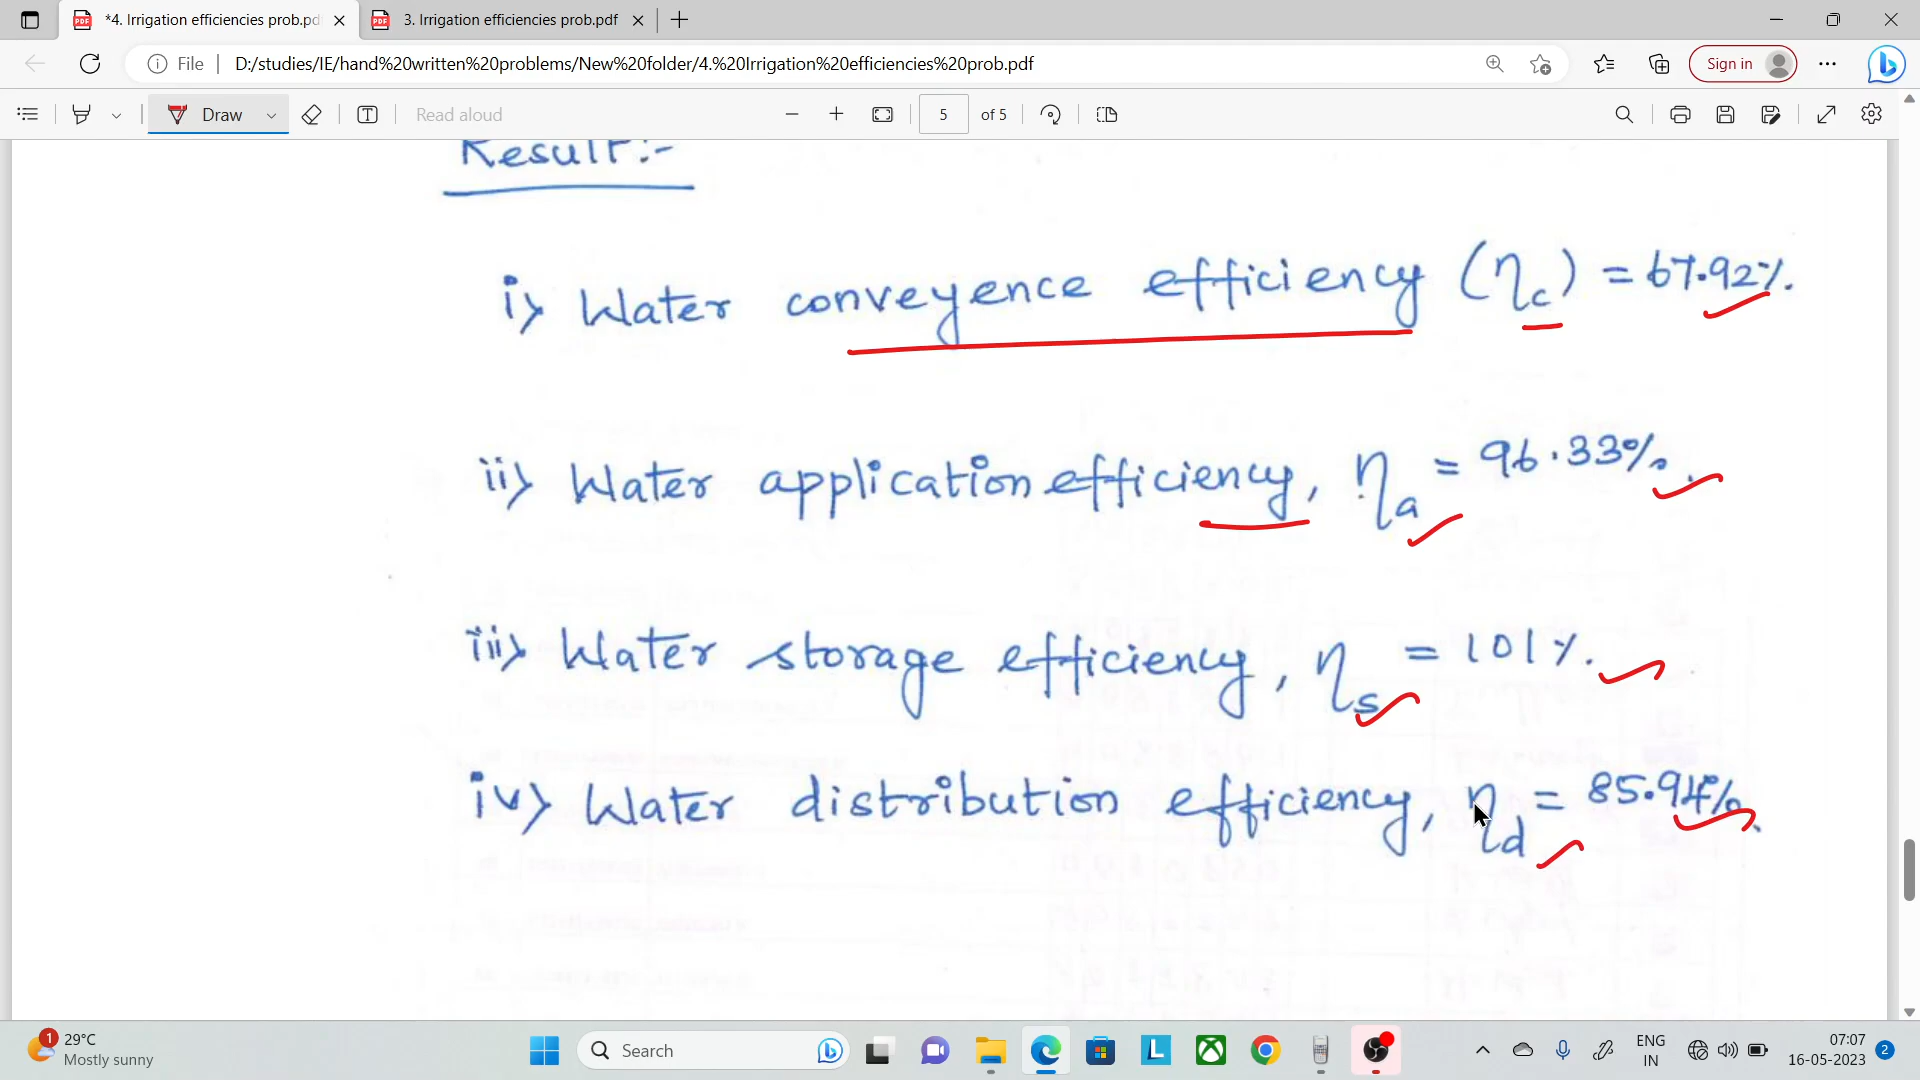 *4. Irrigation efficiencies prob.pd
3. Irrigation efficiencies prob.pdf
File
D:/studies/IE/hand%20written%20problems/New%20folder/4.%20Irrigation%20efficiencies%20prob.pdf
Sign in
Draw
Read aloud
5 of 5
Result:-
i) Water conveyence efficiency (ηc) = 67.92%.
ii) Water application efficiency, ηa = 96.33%.
iii) Water storage efficiency, ηs = 101%.
iv) Water distribution efficiency, ηd = 85.94%.
1
29°C
Mostly sunny
Search
ENG
IN
07:07
16-05-2023
2